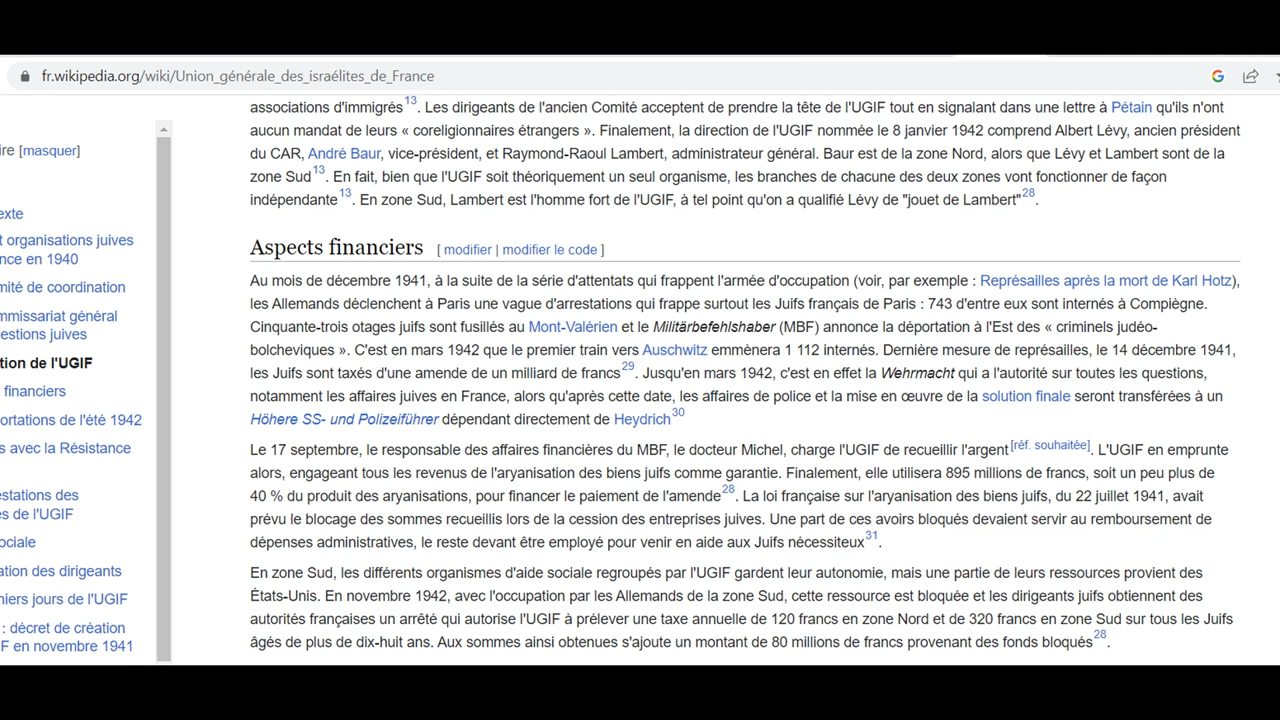 fr.wikipedia.org/wiki/Union_générale_des_israélites_de_France
associations d'immigrés13. Les dirigeants de l'ancien Comité acceptent de prendre la tête de l'UGIF tout en signalant dans une lettre à Pétain qu'ils n'ont
aucun mandat de leurs « coreligionnaires étrangers ». Finalement, la direction de l'UGIF nommée le 8 janvier 1942 comprend Albert Lévy, ancien président
du CAR, André Baur, vice-président, et Raymond-Raoul Lambert, administrateur général. Baur est de la zone Nord, alors que Lévy et Lambert sont de la
zone Sud13. En fait, bien que l'UGIF soit théoriquement un seul organisme, les branches de chacune des deux zones vont fonctionner de façon
indépendante13. En zone Sud, Lambert est l'homme fort de l'UGIF, à tel point qu'on a qualifié Lévy de "jouet de Lambert"28.
Aspects financiers [ modifier | modifier le code ]
Au mois de décembre 1941, à la suite de la série d'attentats qui frappent l'armée d'occupation (voir, par exemple : Représailles après la mort de Karl Hotz),
les Allemands déclenchent à Paris une vague d'arrestations qui frappe surtout les Juifs français de Paris : 743 d'entre eux sont internés à Compiègne.
Cinquante-trois otages juifs sont fusillés au Mont-Valérien et le Militärbefehlshaber (MBF) annonce la déportation à l'Est des « criminels judéo-
bolcheviques ». C'est en mars 1942 que le premier train vers Auschwitz emmènera 1 112 internés. Dernière mesure de représailles, le 14 décembre 1941,
les Juifs sont taxés d'une amende de un milliard de francs29. Jusqu'en mars 1942, c'est en effet la Wehrmacht qui a l'autorité sur toutes les questions,
notamment les affaires juives en France, alors qu'après cette date, les affaires de police et la mise en œuvre de la solution finale seront transférées à un
Höhere SS- und Polizeiführer dépendant directement de Heydrich30
Le 17 septembre, le responsable des affaires financières du MBF, le docteur Michel, charge l'UGIF de recueillir l'argent[réf. souhaitée]. L'UGIF en emprunte
alors, engageant tous les revenus de l'aryanisation des biens juifs comme garantie. Finalement, elle utilisera 895 millions de francs, soit un peu plus de
40 % du produit des aryanisations, pour financer le paiement de l'amende28. La loi française sur l'aryanisation des biens juifs, du 22 juillet 1941, avait
prévu le blocage des sommes recueillis lors de la cession des entreprises juives. Une part de ces avoirs bloqués devaient servir au remboursement de
dépenses administratives, le reste devant être employé pour venir en aide aux Juifs nécessiteux31.
En zone Sud, les différents organismes d'aide sociale regroupés par l'UGIF gardent leur autonomie, mais une partie de leurs ressources provient des
États-Unis. En novembre 1942, avec l'occupation par les Allemands de la zone Sud, cette ressource est bloquée et les dirigeants juifs obtiennent des
autorités françaises un arrêté qui autorise l'UGIF à prélever une taxe annuelle de 120 francs en zone Nord et de 320 francs en zone Sud sur tous les Juifs
âgés de plus de dix-huit ans. Aux sommes ainsi obtenues s'ajoute un montant de 80 millions de francs provenant des fonds bloqués28.
ire [masquer]
exte
t organisations juives
nce en 1940
mité de coordination
mmissariat général
estions juives
tion de l'UGIF
financiers
ortations de l'été 1942
s avec la Résistance
estations des
es de l'UGIF
ociale
ation des dirigeants
niers jours de l'UGIF
: décret de création
F en novembre 1941